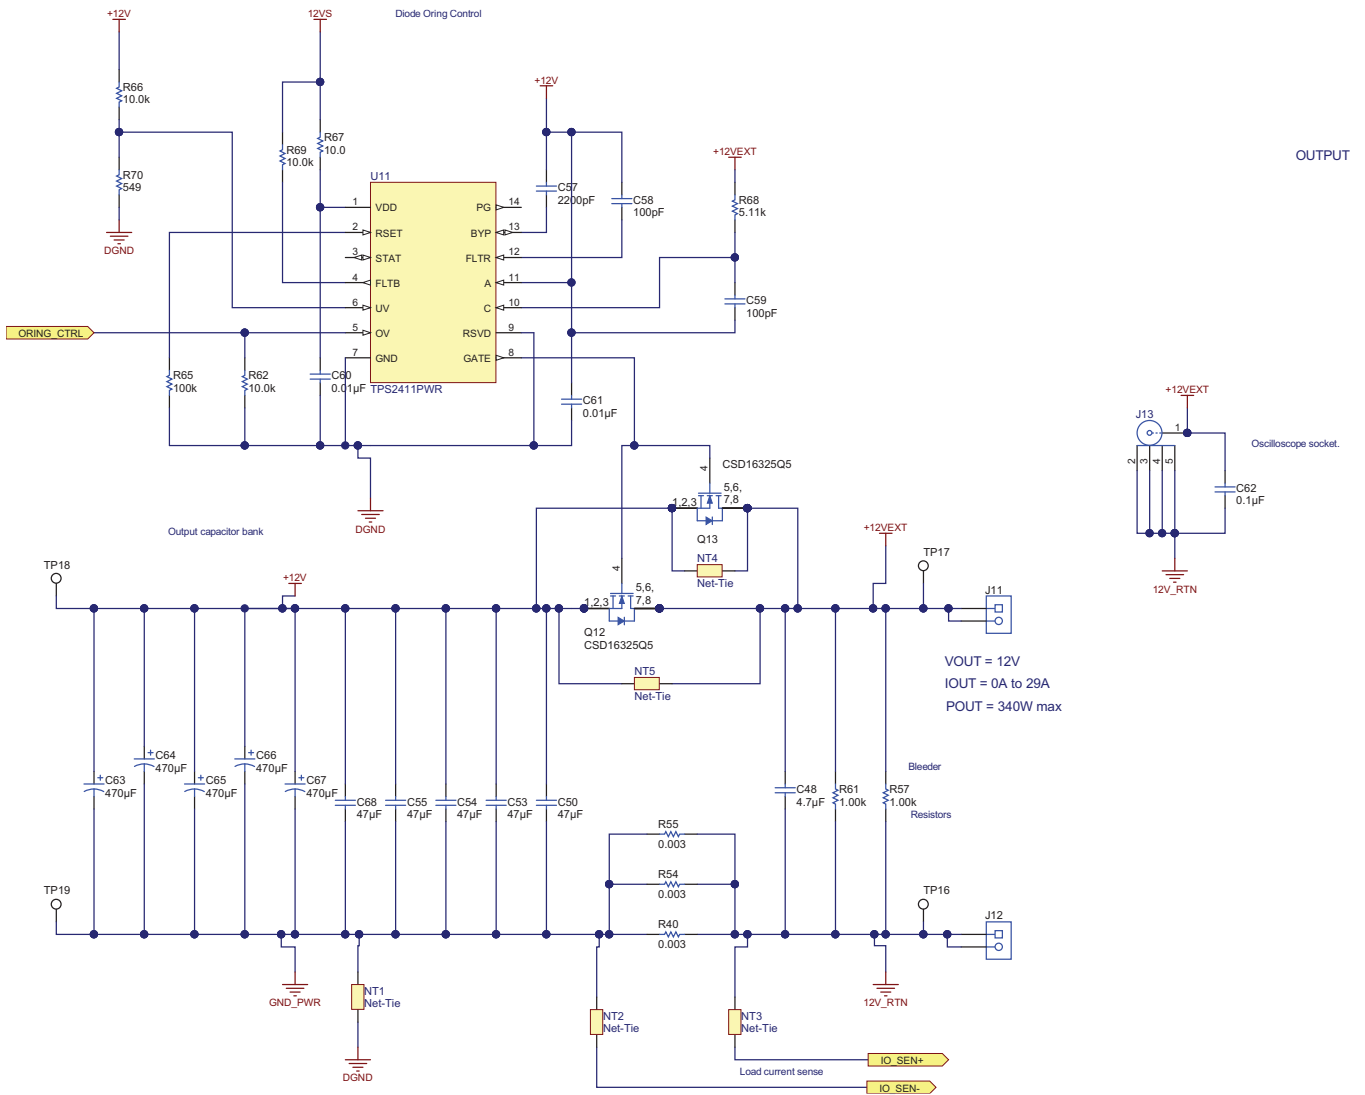 +12V
12VS
Diode Oring Control
R66
10.0k
R70
549
DGND
R69
10.0k
R67
10.0
+12V
C57
2200pF
C58
100pF
+12VEXT
R68
5.11k
C59
100pF
OUTPUT
U11
1 VDD
2 RSET
3 STAT
4 FLTB
6 UV
5 OV
7 GND
PG 14
BYP 13
FLTR 12
A 11
C 10
RSVD 9
GATE 8
TPS2411PWR
ORING_CTRL
R65
100k
R62
10.0k
C60
0.01µF
C61
0.01µF
DGND
+12VEXT
J13
1
2 3 4 5
Oscilloscope socket.
C62
0.1µF
12V_RTN
4
CSD16325Q5
1,2,3
5,6,
7,8
Q13
NT4
Net-Tie
Output capacitor bank
TP18
+12V
4
1,2,3
5,6,
7,8
Q12
CSD16325Q5
NT5
Net-Tie
+12VEXT
TP17
J11
VOUT = 12V
IOUT = 0A to 29A
POUT = 340W max
C63
470µF
C64
470µF
C65
470µF
C66
470µF
C67
470µF
C68
47µF
C55
47µF
C54
47µF
C53
47µF
C50
47µF
C48
4.7µF
R61
1.00k
R57
1.00k
Bleeder
Resistors
R55
0.003
R54
0.003
R40
0.003
TP19
TP16
J12
GND_PWR
NT1
Net-Tie
DGND
NT2
Net-Tie
NT3
Net-Tie
12V_RTN
Load current sense
IO_SEN+
IO_SEN-